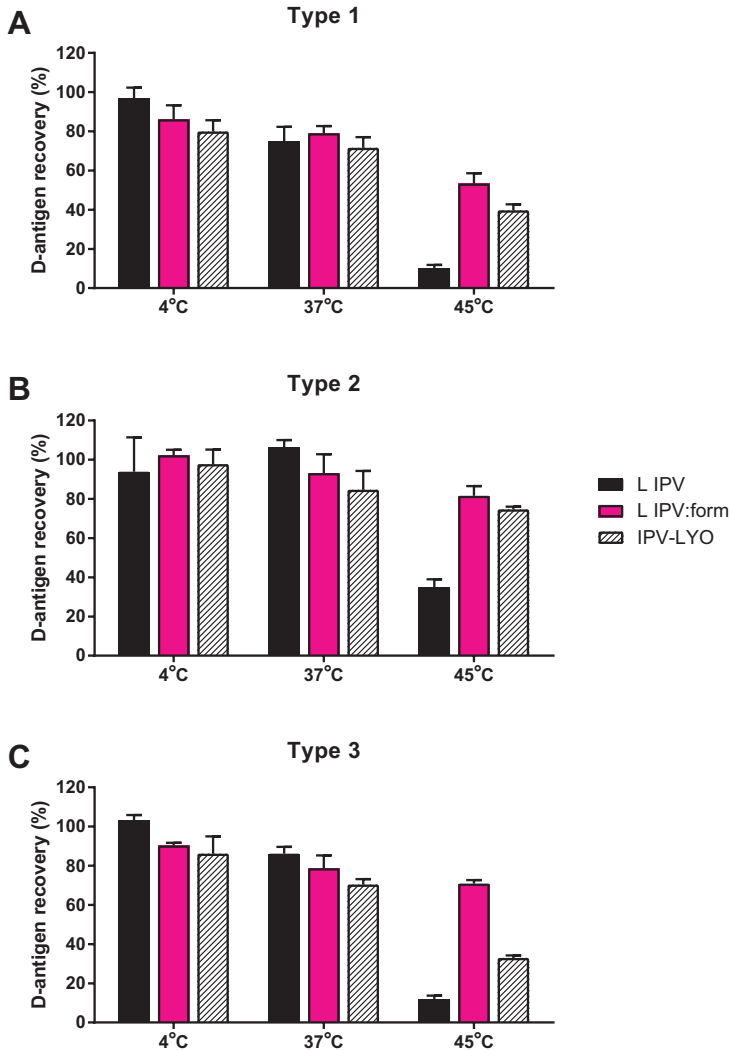 A
Type 1
D-antigen recovery (%)
120
100
80
60
40
20
0
4°C 37°C 45°C
B
Type 2
D-antigen recovery (%)
120
100
80
60
40
20
0
4°C 37°C 45°C
L IPV
L IPV:form
IPV-LYO
C
Type 3
D-antigen recovery (%)
120
100
80
60
40
20
0
4°C 37°C 45°C